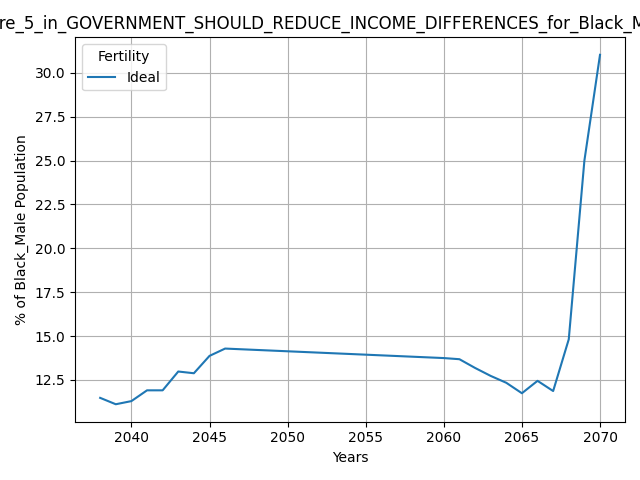 re_5_in_GOVERNMENT_SHOULD_REDUCE_INCOME_DIFFERENCES_for_Black_M
Fertility
Ideal
30.0
27.5
25.0
22.5
20.0
17.5
15.0
12.5
% of Black_Male Population
2040 2045 2050 2055 2060 2065 2070
Years